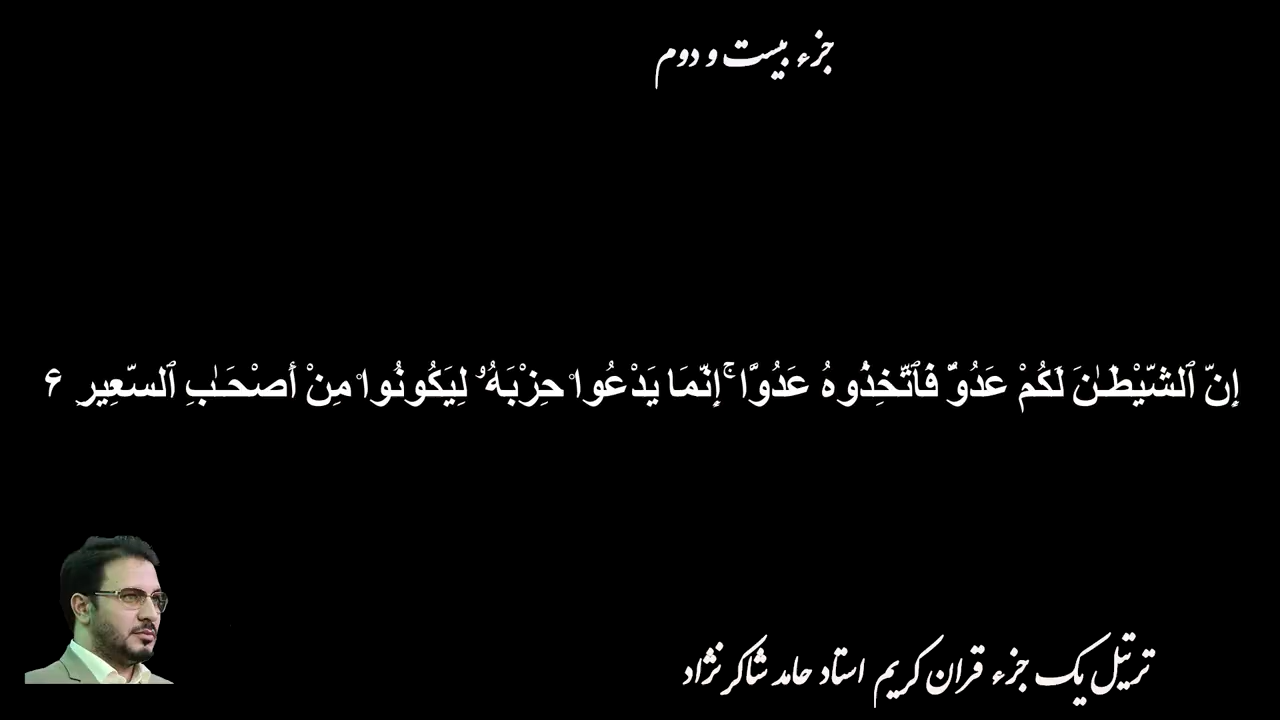 جزء بیست و دوم
إِنَّ ٱلشَّيْطَـٰنَ لَكُمْ عَدُوٌّ فَٱتَّخِذُوهُ عَدُوًّا ۚ إِنَّمَا يَدْعُوا۟ حِزْبَهُۥ لِيَكُونُوا۟ مِنْ أَصْحَـٰبِ ٱلسَّعِيرِ ۶
ترتیل یک جزء قران کریم استاد حامد شاکرنژاد